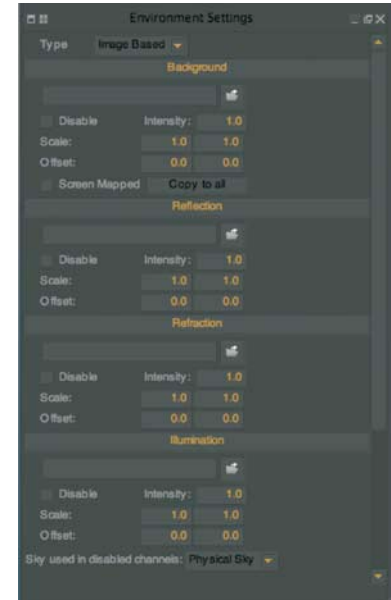 Environment Settings
Type Image Based
Background
Disable Intensity: 1.0
Scale: 1.0 1.0
Offset: 0.0 0.0
Screen Mapped Copy to all
Reflection
Disable Intensity: 1.0
Scale: 1.0 1.0
Offset: 0.0 0.0
Refraction
Disable Intensity: 1.0
Scale: 1.0 1.0
Offset: 0.0 0.0
Illumination
Disable Intensity: 1.0
Scale: 1.0 1.0
Offset: 0.0 0.0
Sky used in disabled channels: Physical Sky